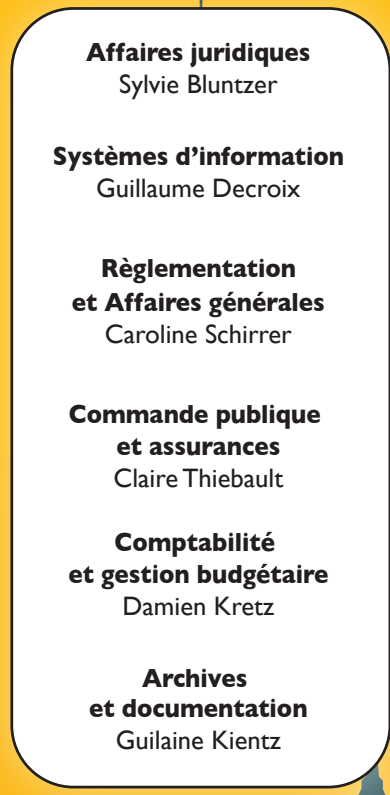 Affaires juridiques
Sylvie Bluntzer
Systèmes d’information
Guillaume Decroix
Règlementation
et Affaires générales
Caroline Schirrer
Commande publique
et assurances
Claire Thiebault
Comptabilité
et gestion budgétaire
Damien Kretz
Archives
et documentation
Guilaine Kientz